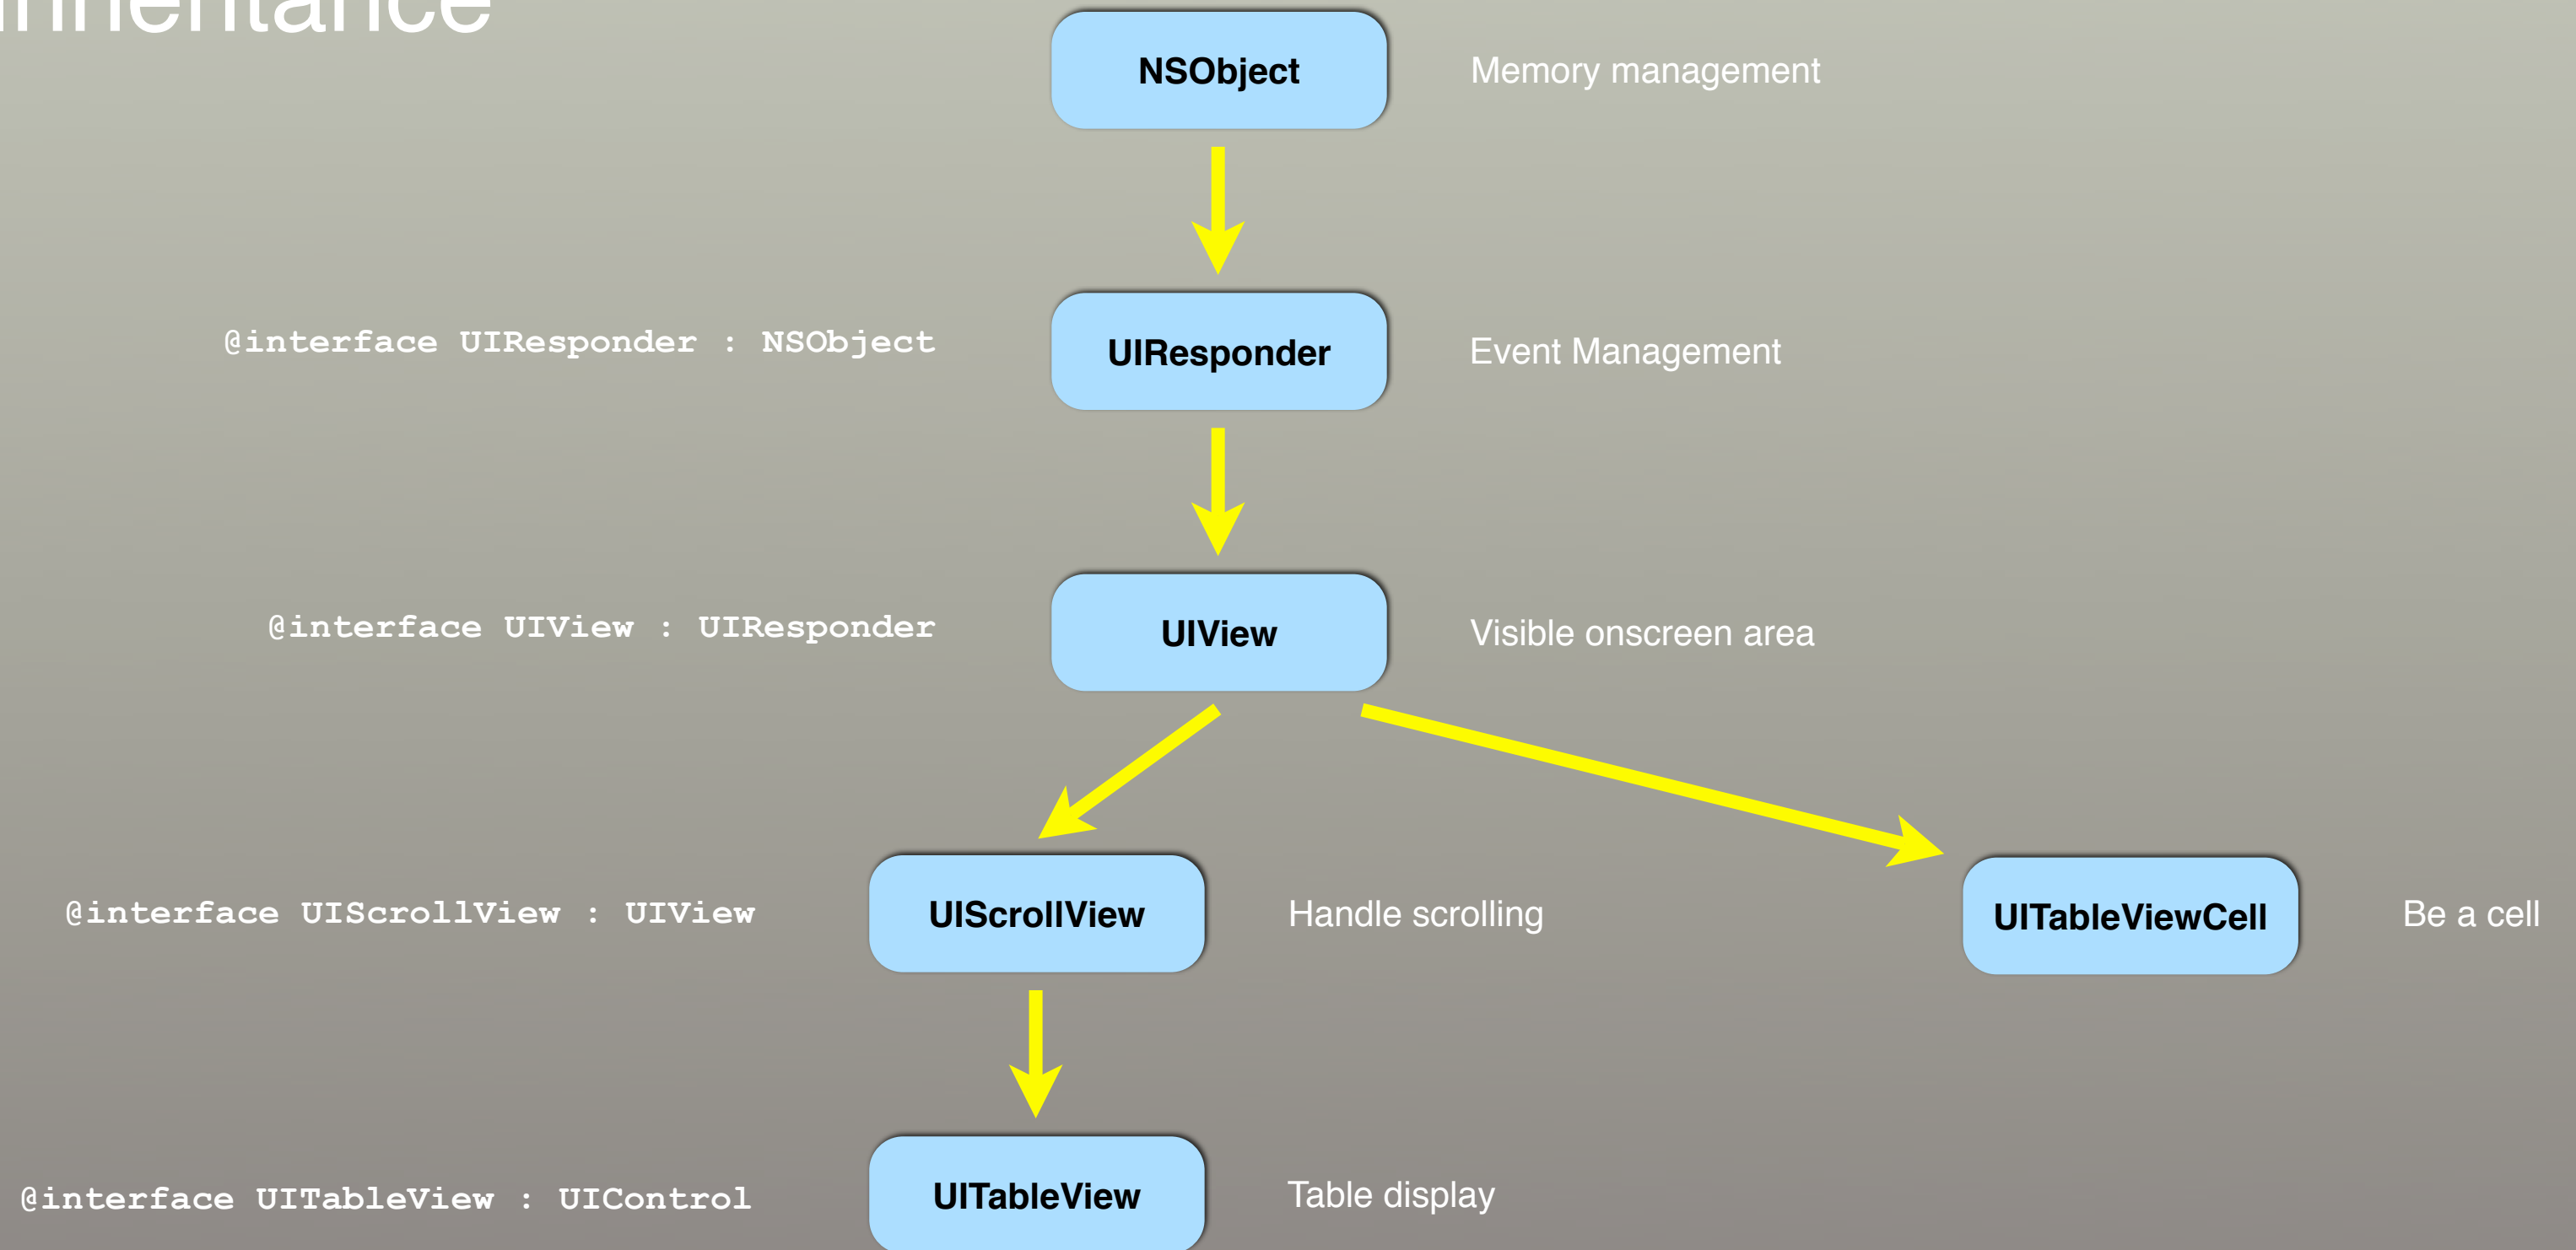 Inheritance
NSObject
Memory management
@interface UIResponder : NSObject
UIResponder
Event Management
@interface UIView : UIResponder
UIView
Visible onscreen area
@interface UIScrollView : UIView
UIScrollView
Handle scrolling
UITableViewCell
Be a cell
@interface UITableView : UIControl
UITableView
Table display